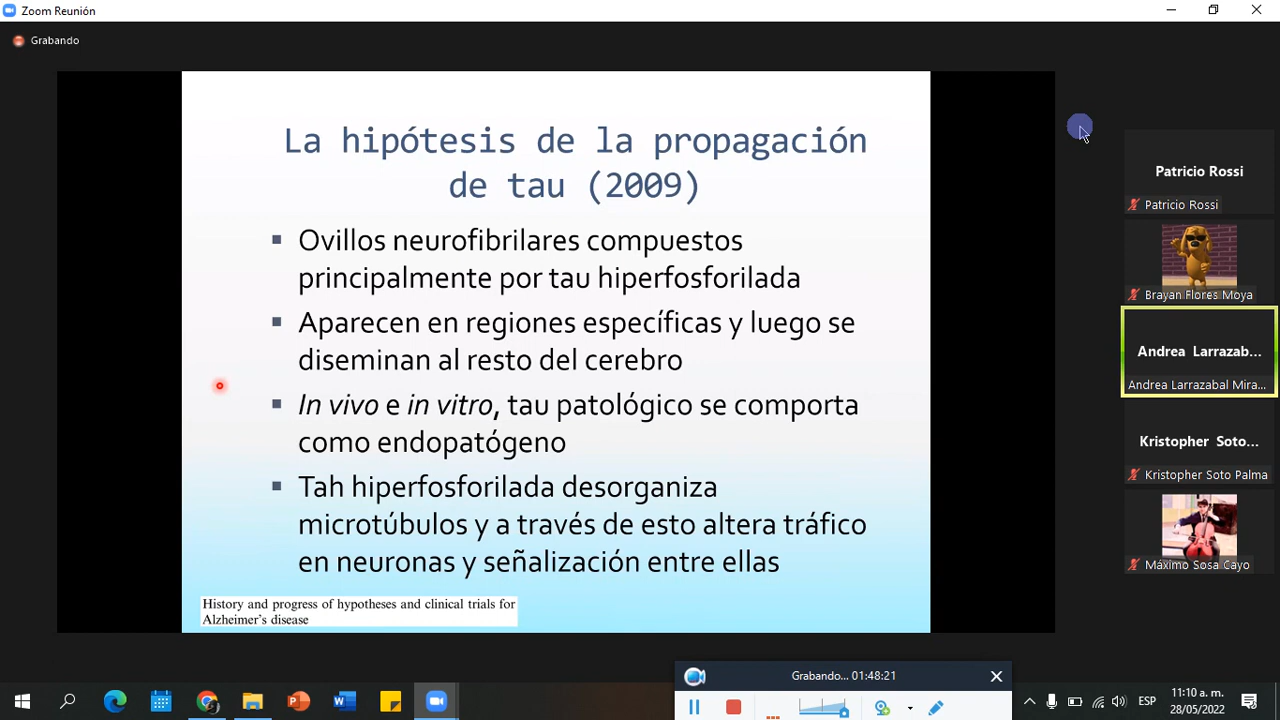 Zoom Reunión
Grabando
La hipótesis de la propagación
de tau (2009)
▪ Ovillos neurofibrilares compuestos
principalmente por tau hiperfosforilada
▪ Aparecen en regiones específicas y luego se
diseminan al resto del cerebro
▪ In vivo e in vitro, tau patológico se comporta
como endopatógeno
▪ Tah hiperfosforilada desorganiza
microtúbulos y a través de esto altera tráfico
en neuronas y señalización entre ellas
History and progress of hypotheses and clinical trials for
Alzheimer's disease
Patricio Rossi
Patricio Rossi
Brayan Flores Moya
Andrea Larrazab...
Andrea Larrazabal Mira...
Kristopher Soto...
Kristopher Soto Palma
Máximo Sosa Cayo
Grabando... 01:48:21
ESP
11:10 a. m.
28/05/2022